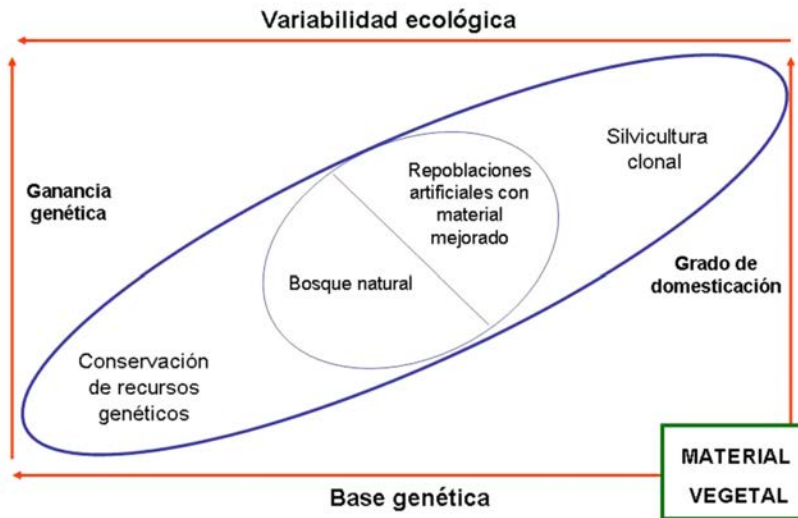 Variabilidad ecológica
Silvicultura
clonal
Repoblaciones
artificiales con
material
mejorado
Ganancia
genética
Grado de
domesticación
Bosque natural
Conservación
de recursos
genéticos
MATERIAL
VEGETAL
Base genética